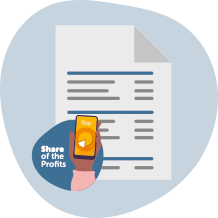 Share
of the
Profits